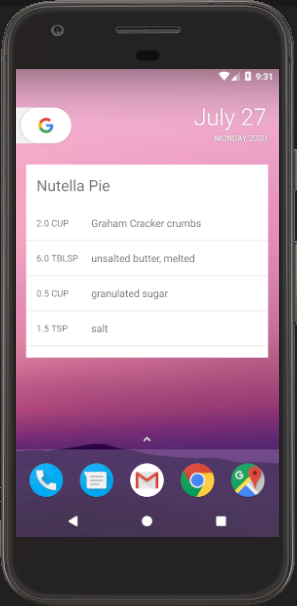 9:31
July 27
MONDAY, 2020
Nutella Pie
2.0 CUP Graham Cracker crumbs
6.0 TBLSP unsalted butter, melted
0.5 CUP granulated sugar
1.5 TSP salt